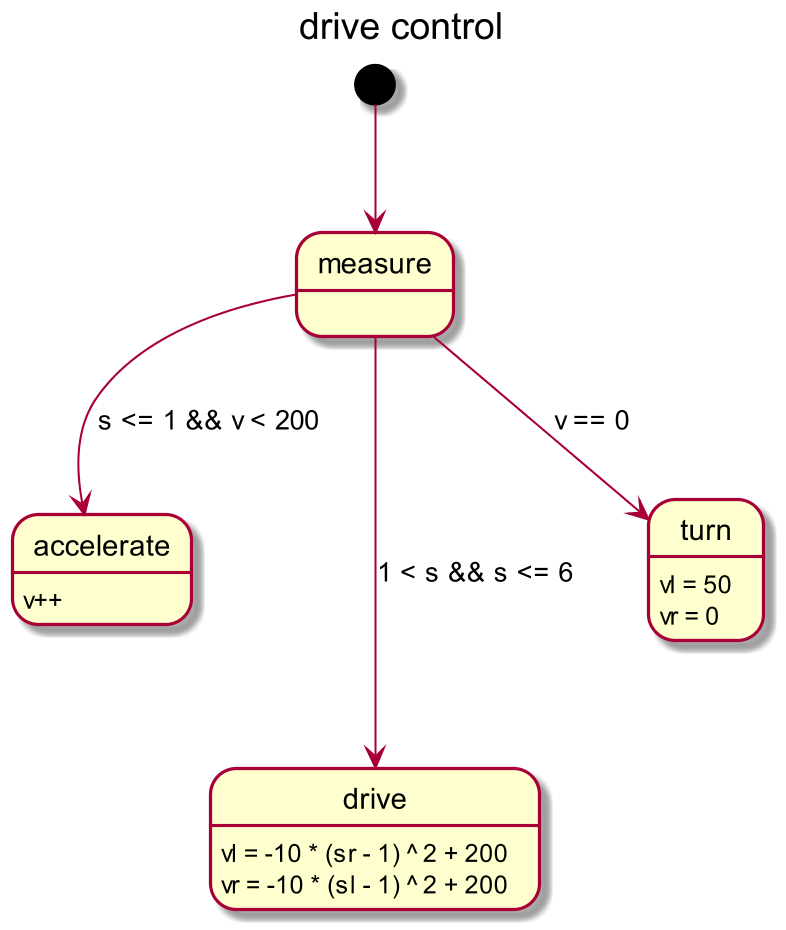 drive control
measure
s <= 1 && v < 200
v == 0
accelerate
v++
1 < s && s <= 6
turn
vl = 50
vr = 0
drive
vl = -10 * (sr - 1) ^ 2 + 200
vr = -10 * (sl - 1) ^ 2 + 200